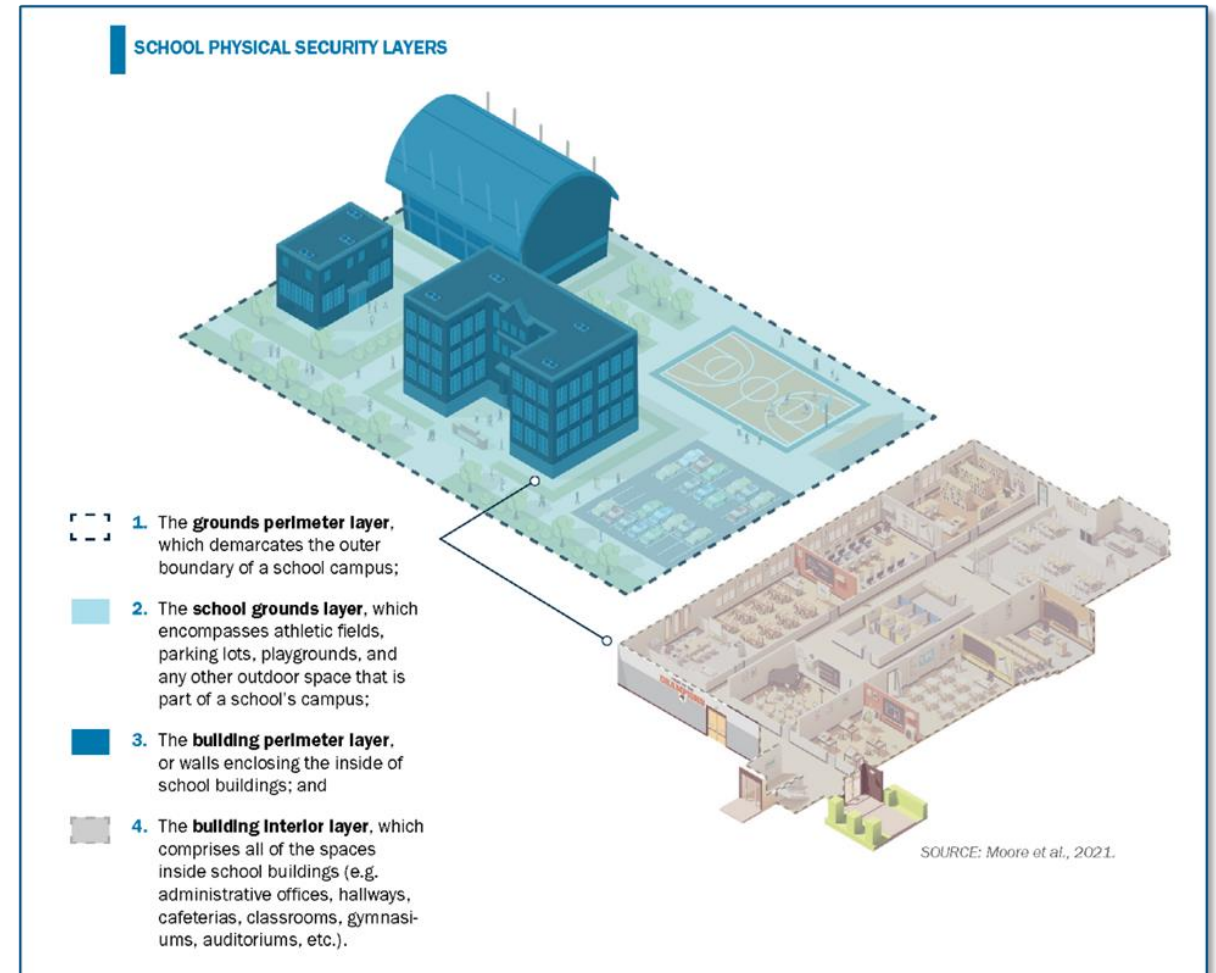 SCHOOL PHYSICAL SECURITY LAYERS
1. The grounds perimeter layer,
which demarcates the outer
boundary of a school campus;
2. The school grounds layer, which
encompasses athletic fields,
parking lots, playgrounds, and
any other outdoor space that is
part of a school's campus;
3. The building perimeter layer,
or walls enclosing the inside of
school buildings; and
4. The building interior layer, which
comprises all of the spaces
inside school buildings (e.g.
administrative offices, hallways,
cafeterias, classrooms, gymnasi-
ums, auditoriums, etc.).
SOURCE: Moore et al., 2021.